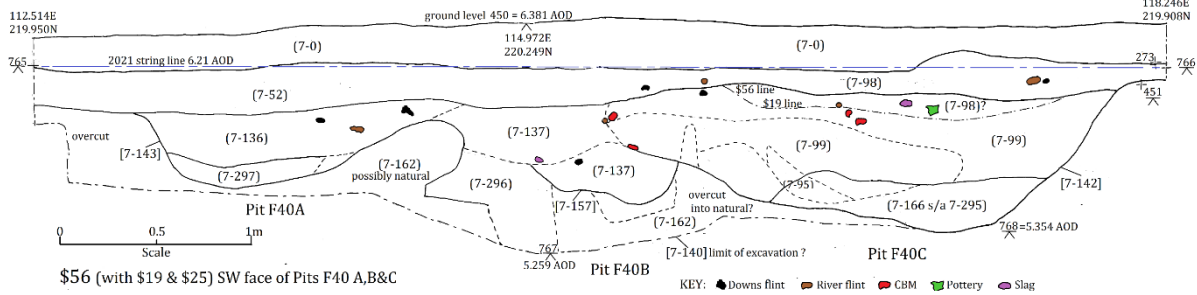 112.514E
219.950N
ground level 450 = 6.381 AOD
118.246E
219.908N
114.972E
220.249N
(7-0)
(7-0)
765
2021 string line 6.21 AOD
273
766
451
(7-52)
$56 line
(7-98)
$19 line
(7-98)?
overcut
[7-143]
(7-136)
(7-297)
(7-162)
possibly natural
(7-137)
(7-137)
(7-296)
[7-157]
(7-162)
overcut
into natural?
(7-99)
(7-99)
(7-95)
(7-166 s/a 7-295)
[7-142]
Pit F40A
0 1m
Scale
767
5.259 AOD
Pit F40B
[7-140] limit of excavation ?
Pit F40C
768=5.354 AOD
$56 (with $19 & $25) SW face of Pits F40 A,B&C
KEY: Downs flint River flint CBM Pottery Slag